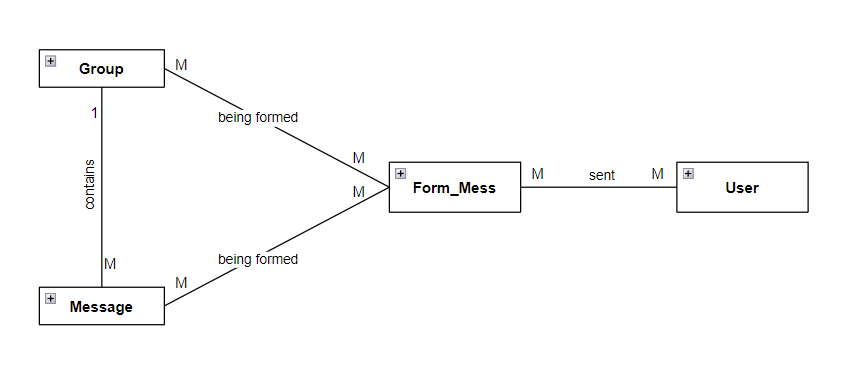 Group
M
being formed
1
contains
M
M
M
being formed
M
Message
Form_Mess
M
sent
M
User